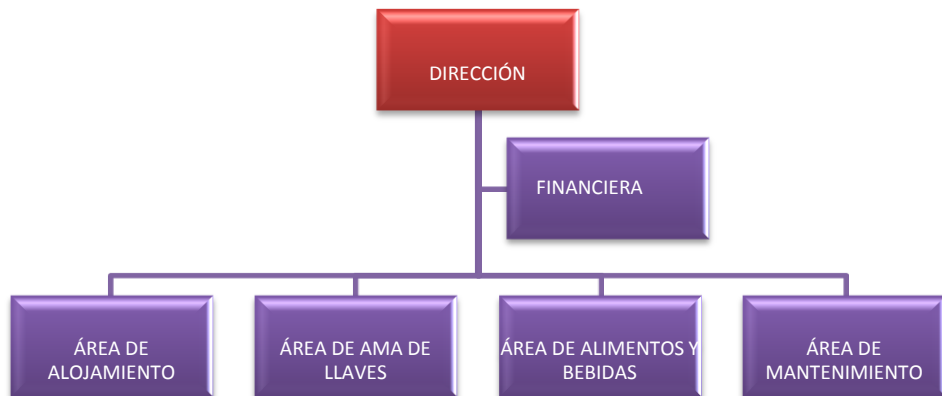 DIRECCIÓN
FINANCIERA
ÁREA DE
ALOJAMIENTO
ÁREA DE AMA DE
LLAVES
ÁREA DE ALIMENTOS Y
BEBIDAS
ÁREA DE
MANTENIMIENTO